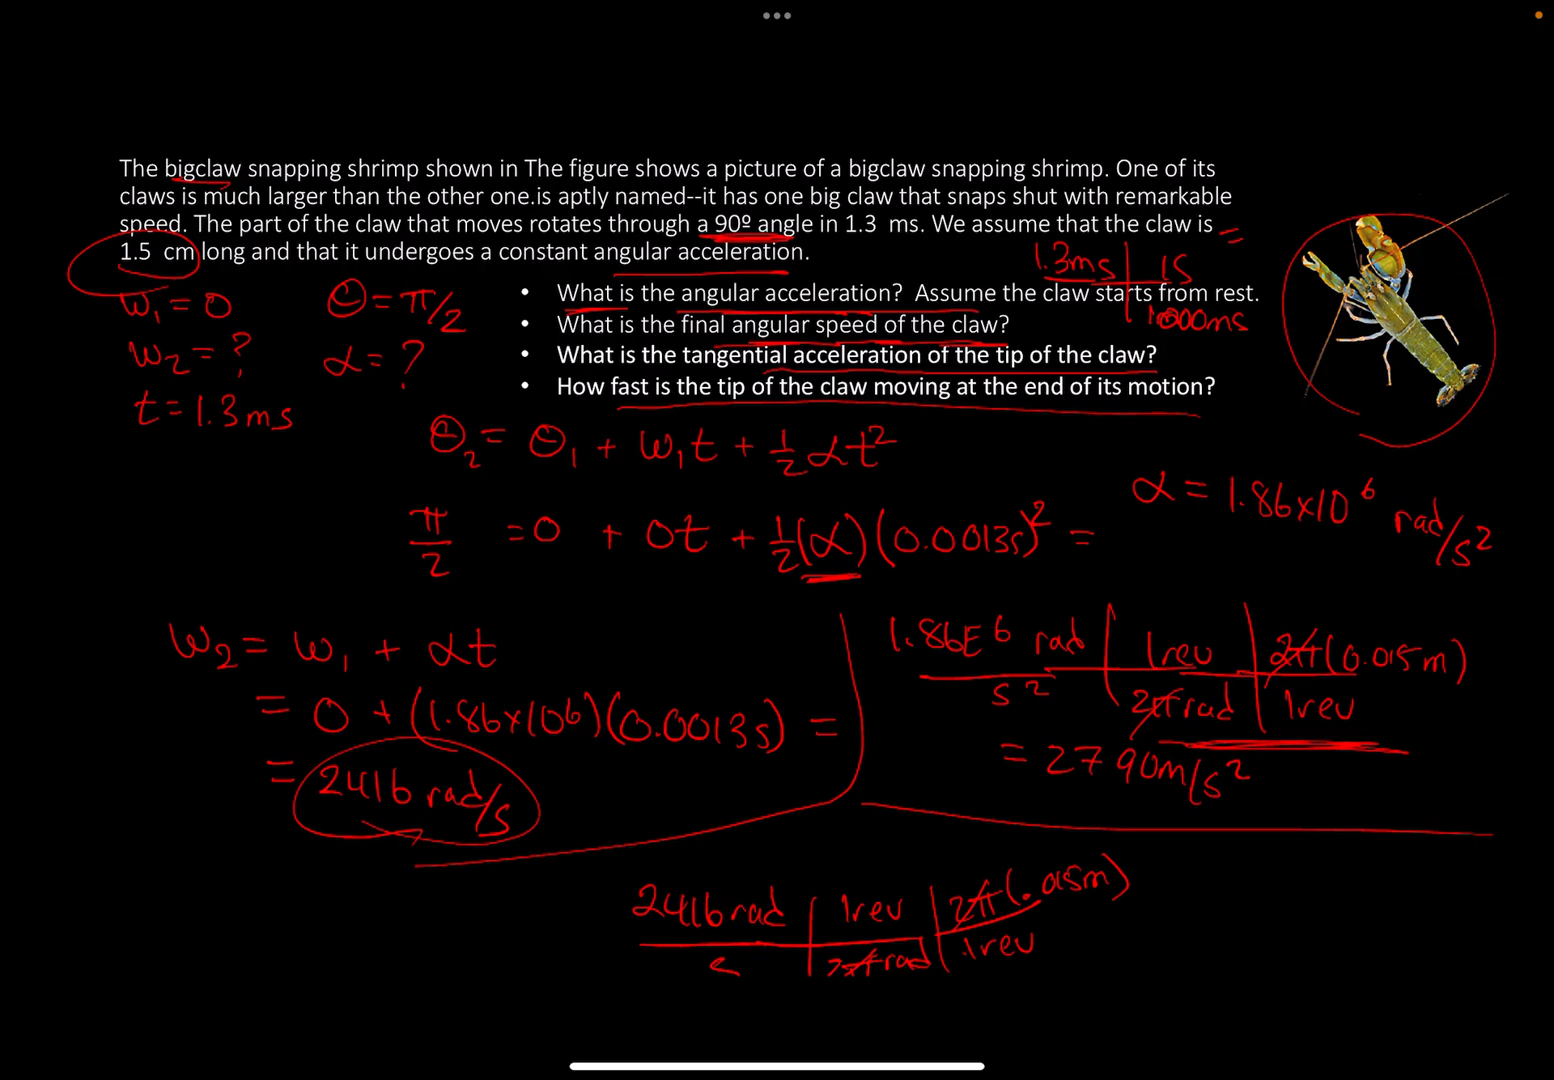 The bigclaw snapping shrimp shown in The figure shows a picture of a bigclaw snapping shrimp. One of its
claws is much larger than the other one.is aptly named--it has one big claw that snaps shut with remarkable
speed. The part of the claw that moves rotates through a 90º angle in 1.3 ms. We assume that the claw is
1.5 cm long and that it undergoes a constant angular acceleration.
• What is the angular acceleration? Assume the claw starts from rest.
• What is the final angular speed of the claw?
• What is the tangential acceleration of the tip of the claw?
• How fast is the tip of the claw moving at the end of its motion?
1.3ms | 1S
1000ms
ω₁ = 0 θ = π/2
ω₂ = ? α = ?
t = 1.3ms
θ₂ = θ₁ + ω₁t + ½αt²
π/2 = 0 + 0t + ½(α)(0.0013s)² =
α = 1.86×10⁶ rad/s²
ω₂ = ω₁ + αt
= 0 + (1.86×10⁶)(0.0013s) =
= 2416 rad/s
1.86E6 rad | 1rev | 2π(0.015m)
s² | 2π rad | 1rev
= 2790m/s²
2416rad | 1rev | 2π(.015m)
s | 2π rad | 1rev